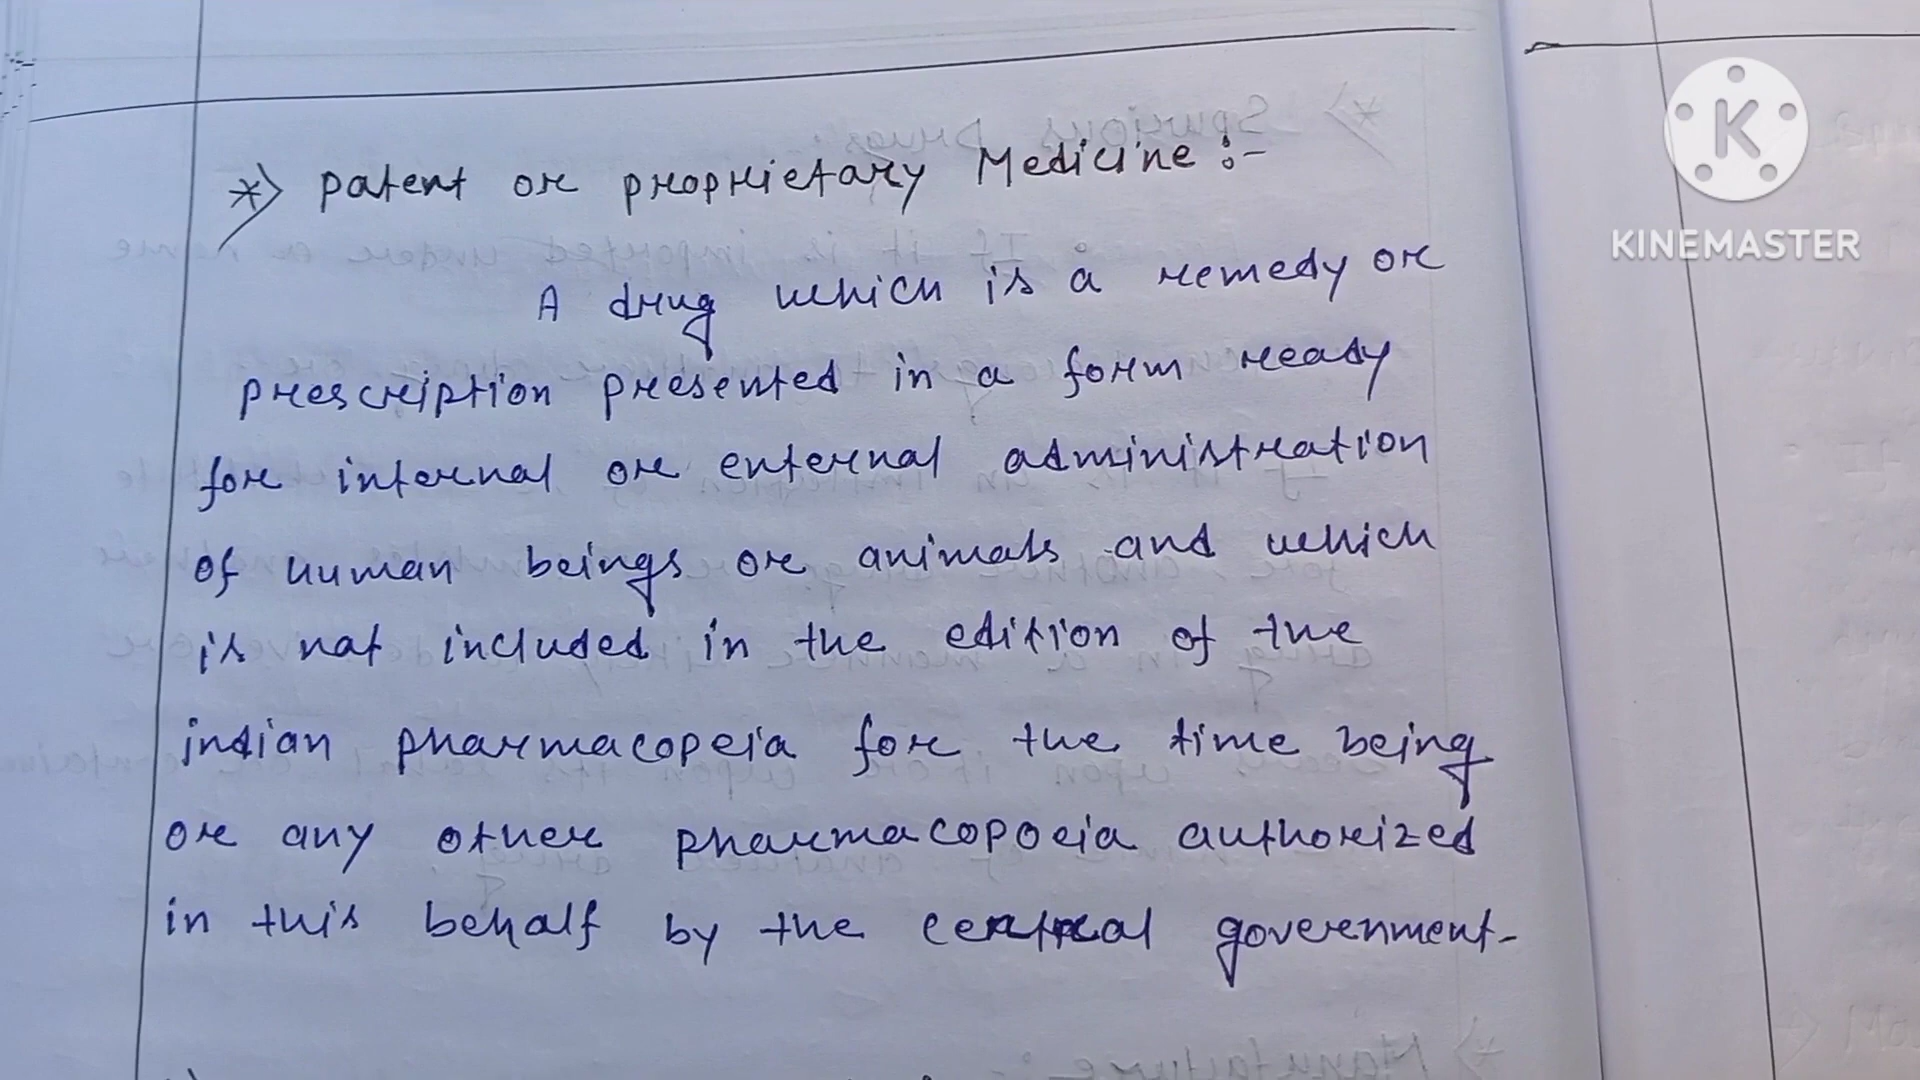 *) Patent or proprietary Medicine :-
A drug which is a remedy or
prescription presented in a form ready
for internal or enternal administration
of human beings or animals and which
is not included in the edition of the
indian pharmacopeia for the time being
or any other pharmacopoeia authorized
in this behalf by the central government-
K
KINEMASTER